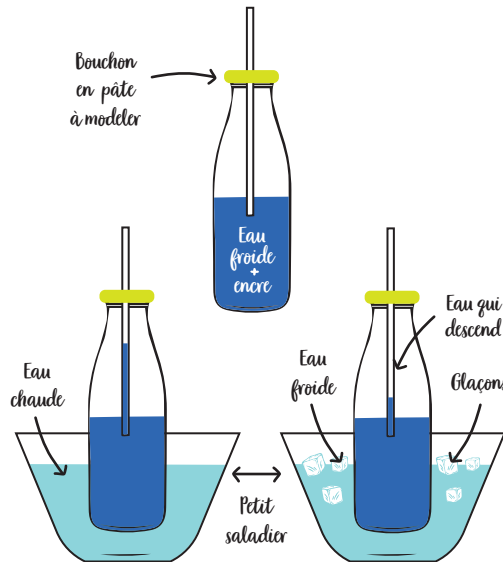 Bouchon
en pâte
à modeler
Eau
froide
+
encre
Eau
chaude
Eau
froide
Eau qui
descend
Glaçons
Petit
saladier